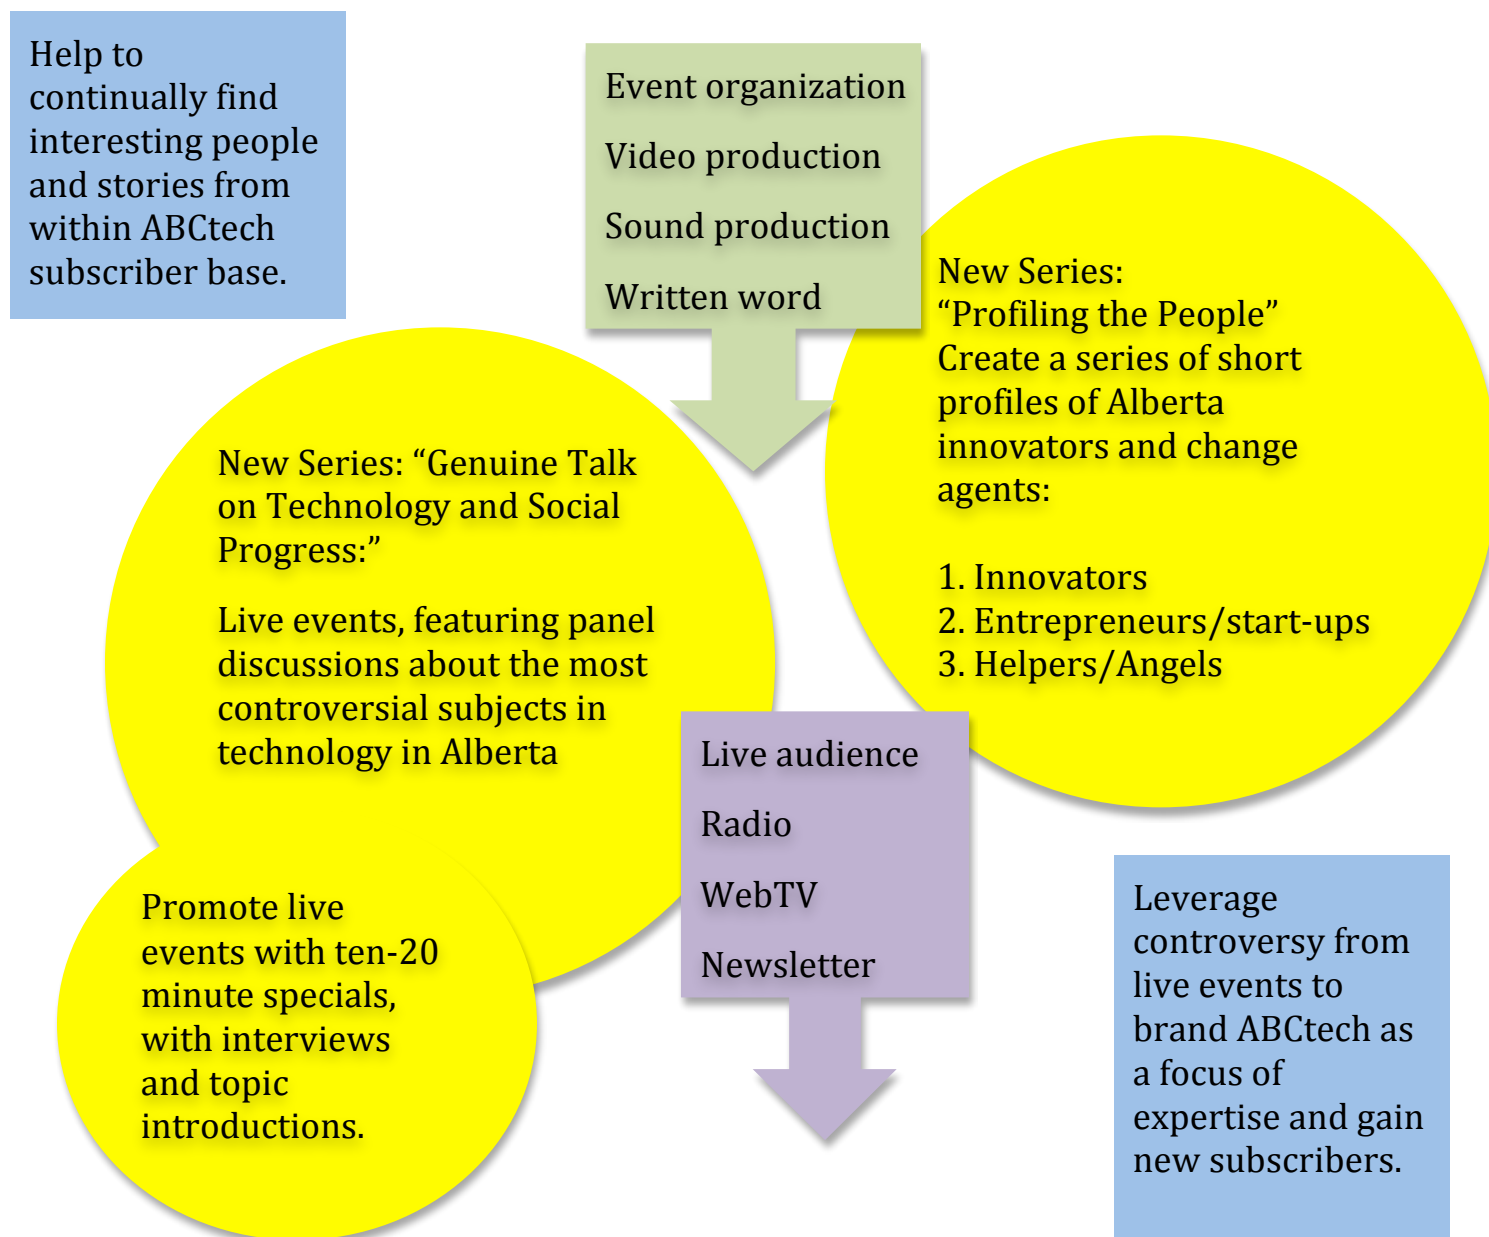 Help to
continually find
interesting people
and stories from
within ABCtech
subscriber base.
Event organization
Video production
Sound production
Written word
New Series:
“Profiling the People”
Create a series of short
profiles of Alberta
innovators and change
agents:
1. Innovators
2. Entrepreneurs/start-ups
3. Helpers/Angels
New Series: “Genuine Talk
on Technology and Social
Progress:”
Live events, featuring panel
discussions about the most
controversial subjects in
technology in Alberta
Live audience
Radio
WebTV
Newsletter
Promote live
events with ten-20
minute specials,
with interviews
and topic
introductions.
Leverage
controversy from
live events to
brand ABCtech as
a focus of
expertise and gain
new subscribers.